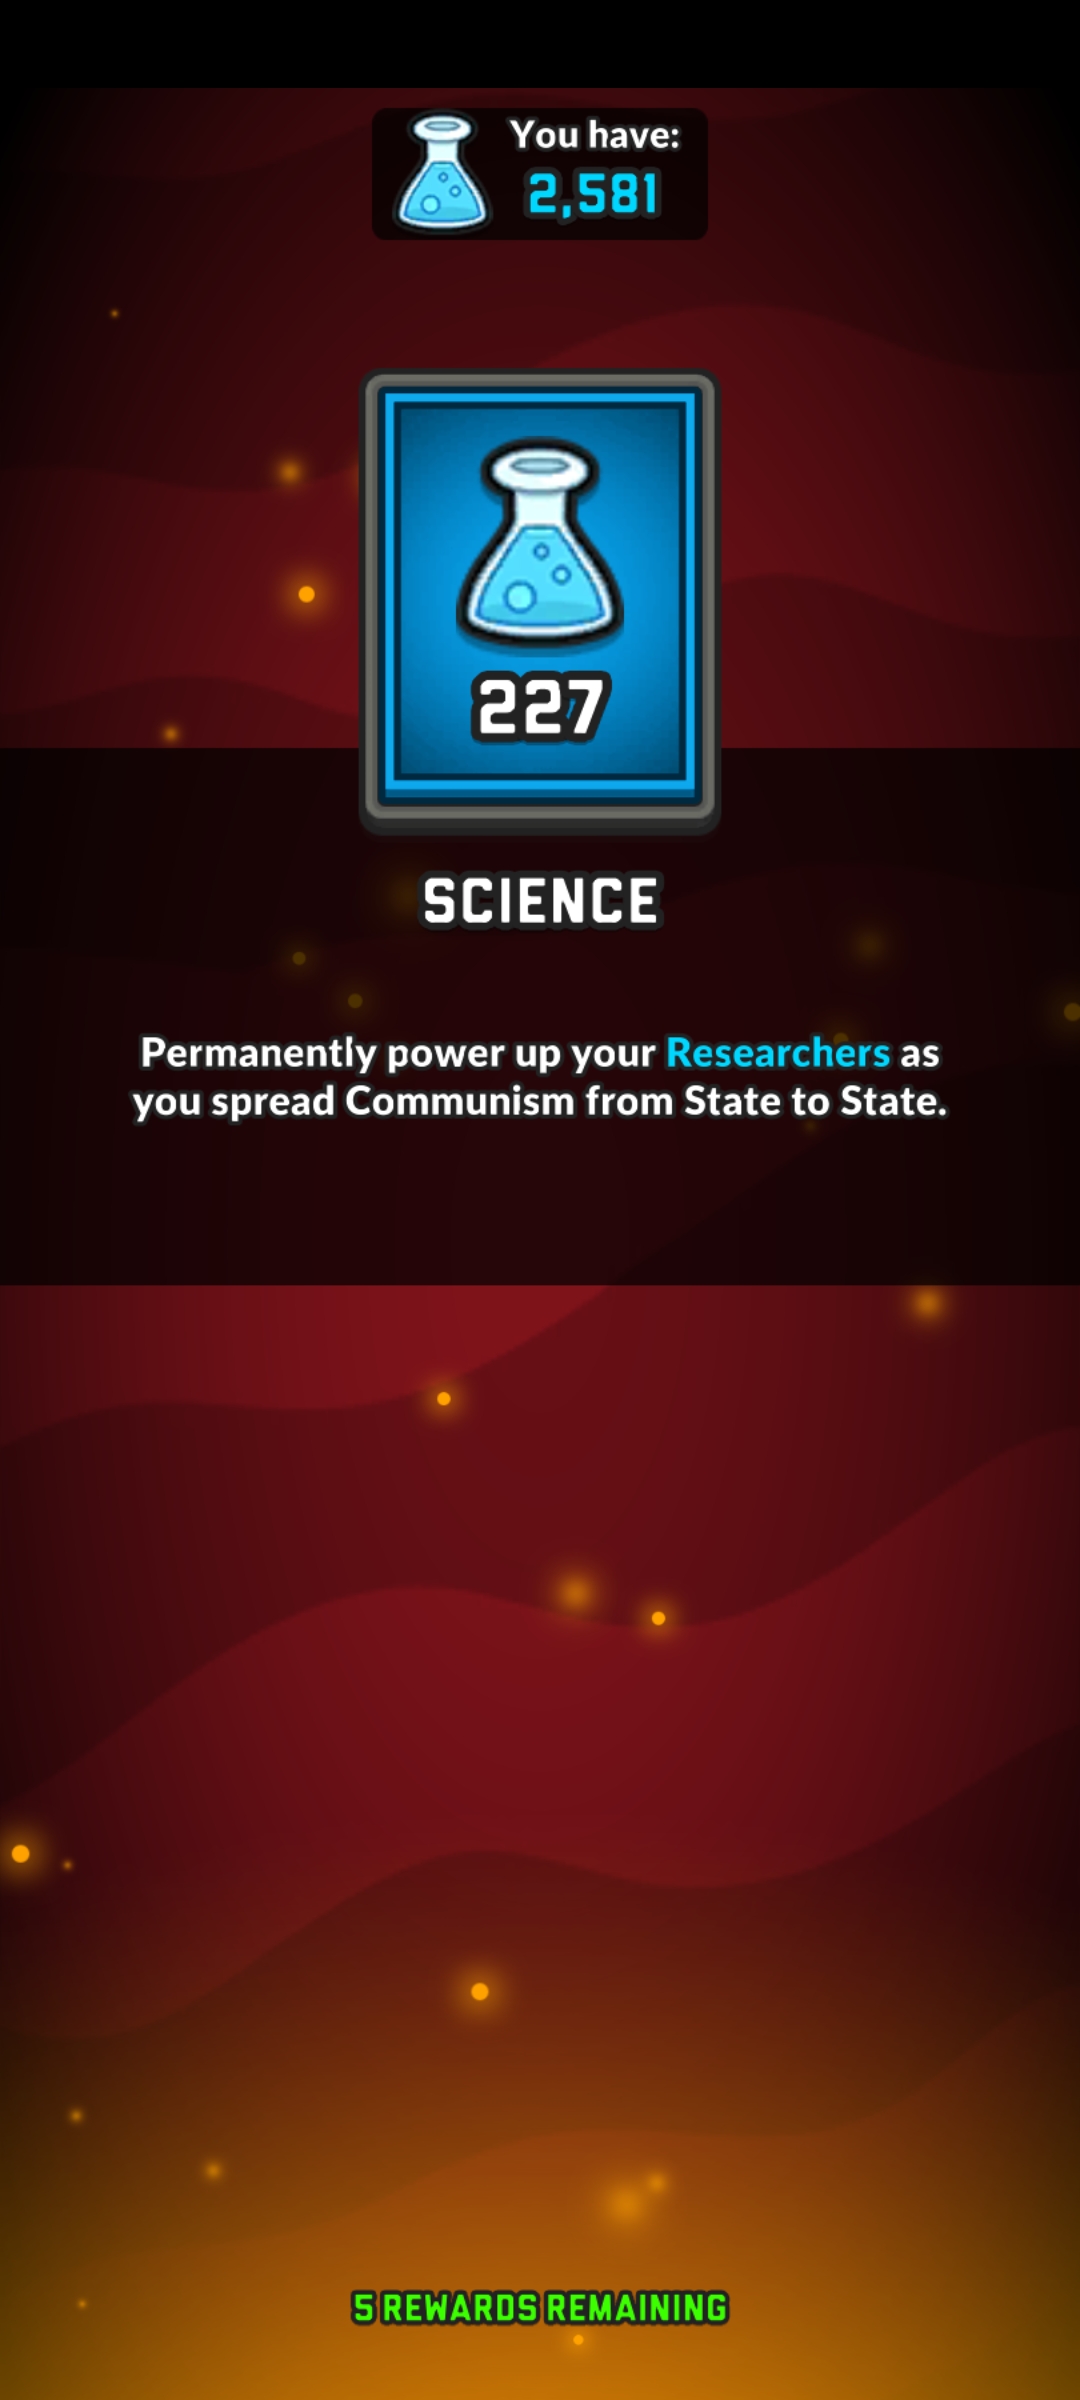 You have:
2,581
227
SCIENCE
Permanently power up your Researchers as
you spread Communism from State to State.
5 REWARDS REMAINING